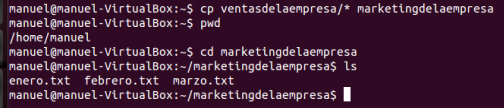 manuel@manuel-VirtualBox:~$ cp ventasdelaempresa/* marketingdelaempresa
manuel@manuel-VirtualBox:~$ pwd
/home/manuel
manuel@manuel-VirtualBox:~$ cd marketingdelaempresa
manuel@manuel-VirtualBox:~/marketingdelaempresa$ ls
enero.txt  febrero.txt  marzo.txt
manuel@manuel-VirtualBox:~/marketingdelaempresa$